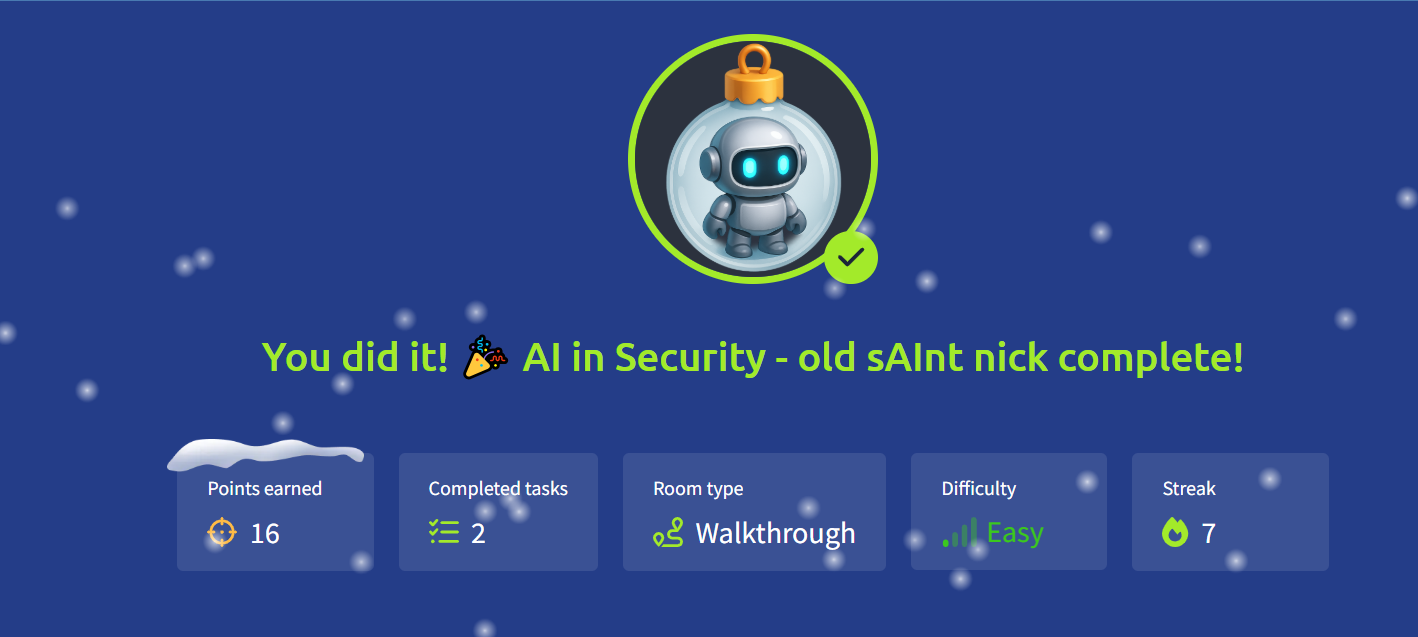 You did it! 🎉 AI in Security - old sAInt nick complete!
Points earned
16
Completed tasks
2
Room type
Walkthrough
Difficulty
Easy
Streak
7